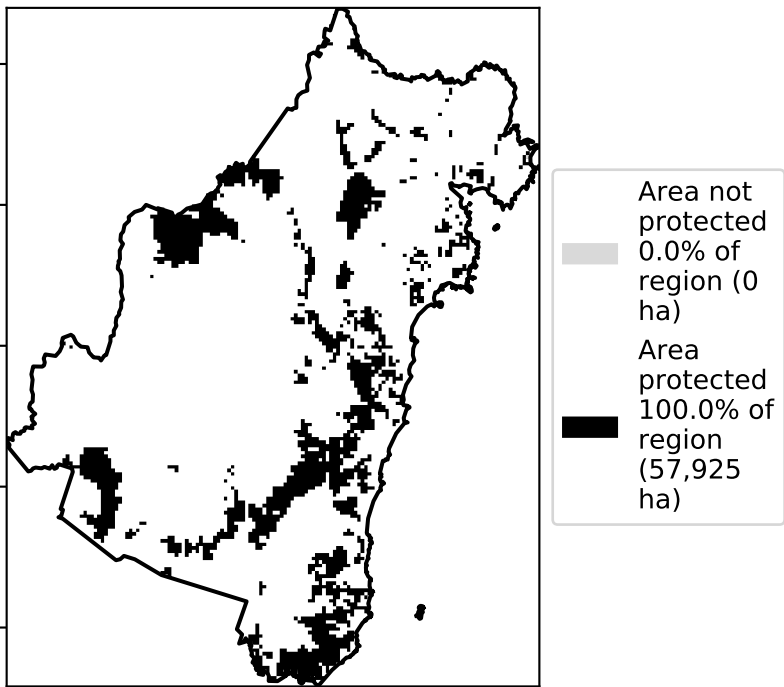 Area not
protected
0.0% of
region (0
ha)
Area
protected
100.0% of
region
(57,925
ha)